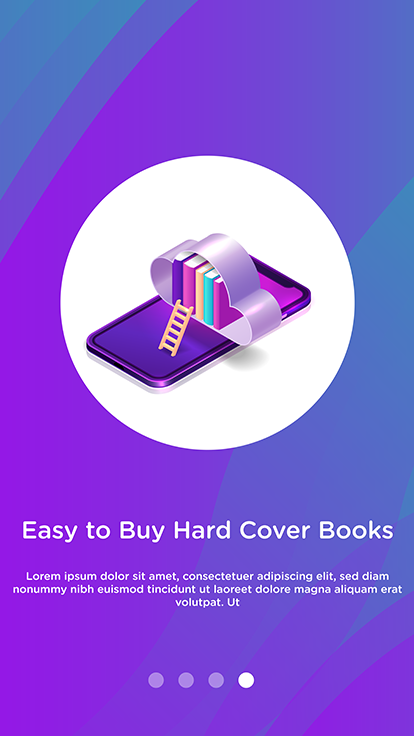 Easy to Buy Hard Cover Books
Lorem ipsum dolor sit amet, consectetuer adipiscing elit, sed diam
nonummy nibh euismod tincidunt ut laoreet dolore magna aliquam erat
volutpat. Ut